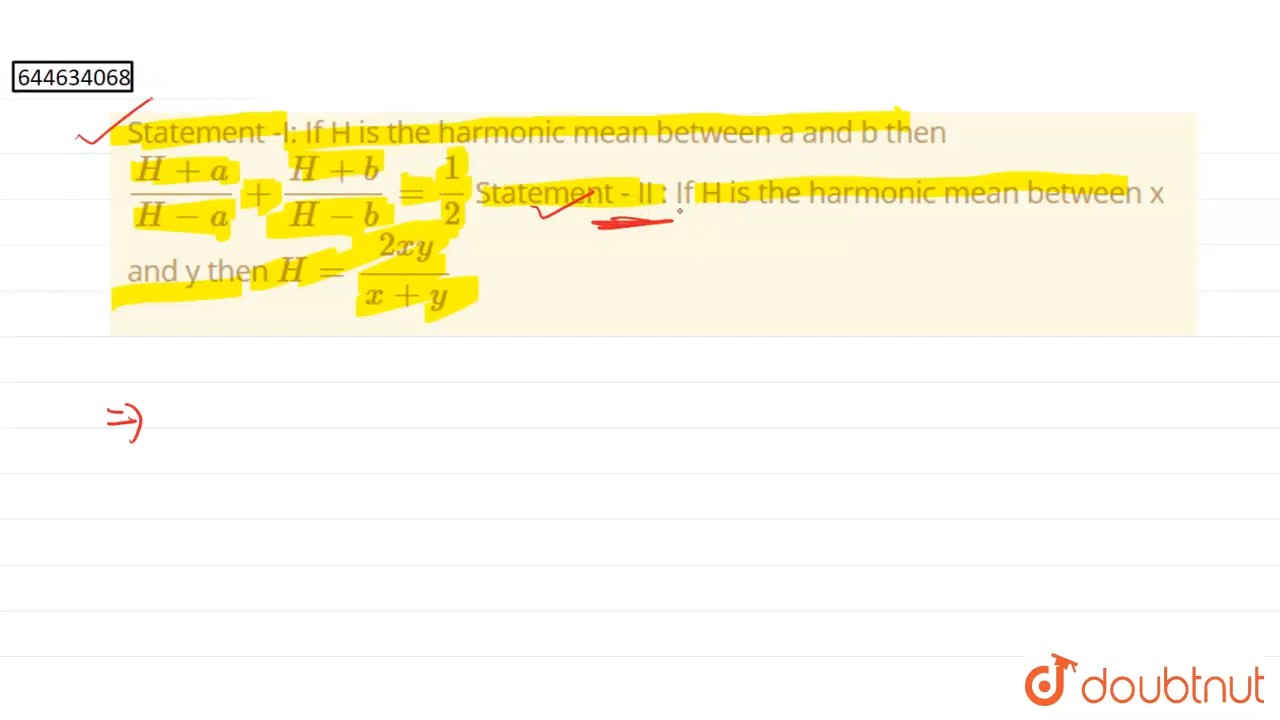 644634068
Statement -I: If H is the harmonic mean between a and b then
\frac{H + a}{H - a} + \frac{H + b}{H - b} = \frac{1}{2} Statement - II : If H is the harmonic mean between x
and y then H = \frac{2xy}{x + y}
⇒
doubtnut